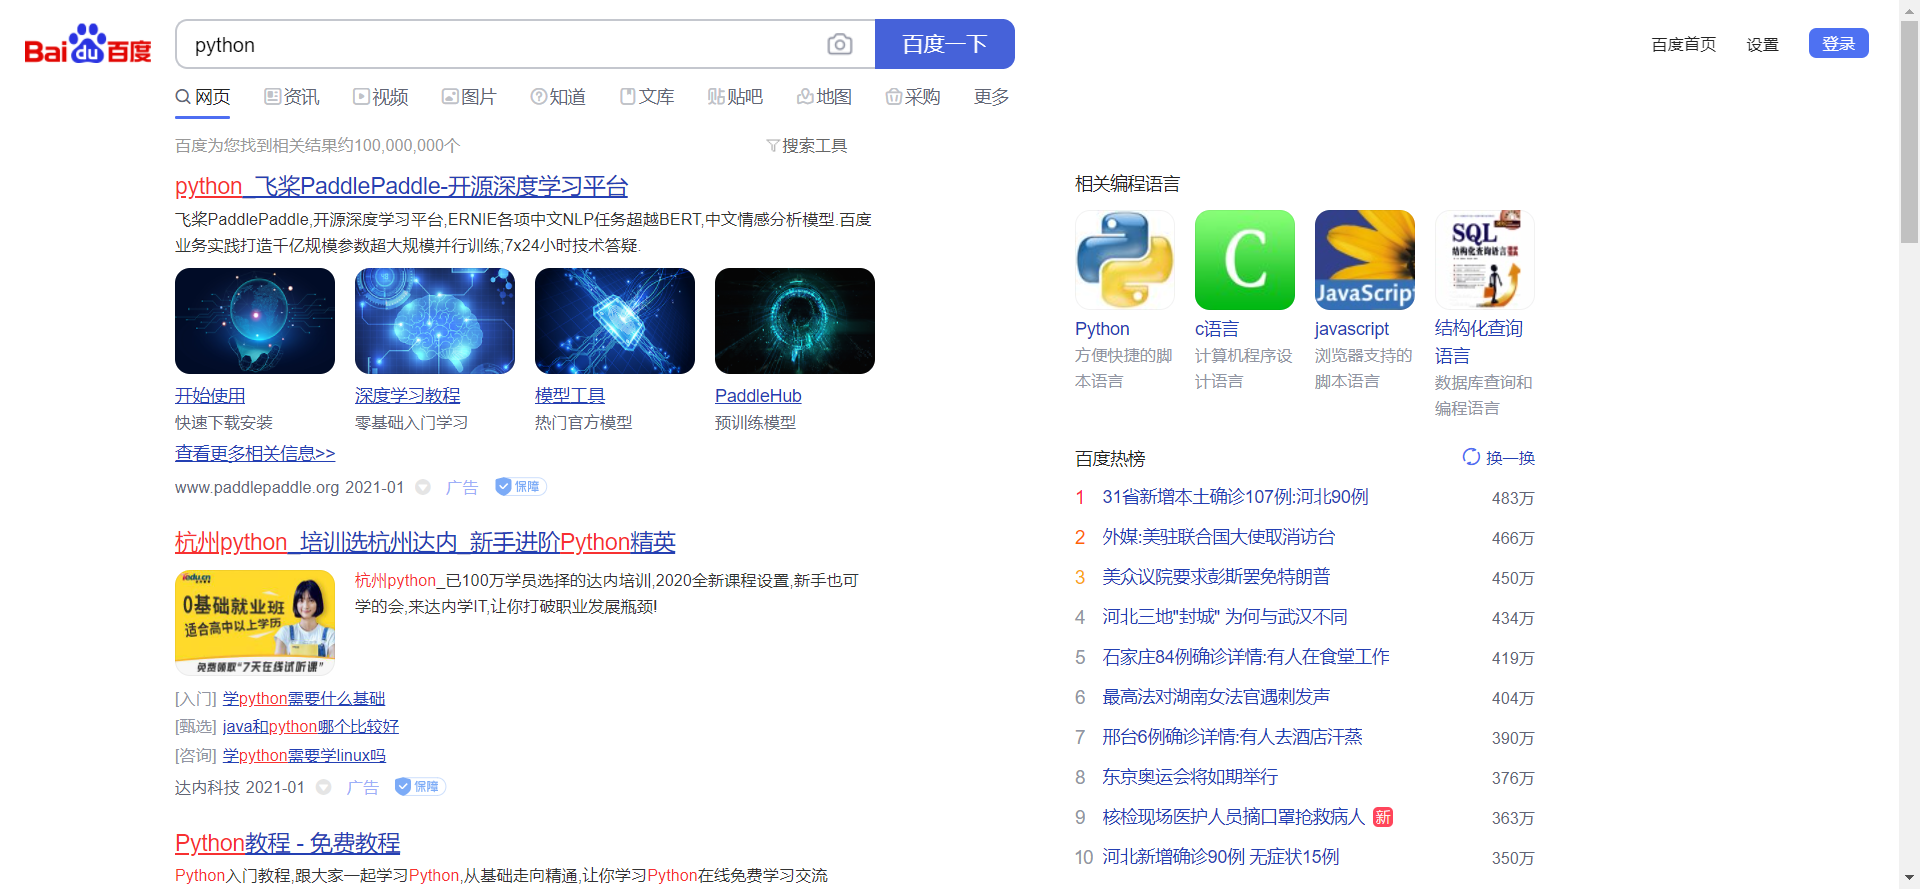 Bai du 百度
python
百度一下
百度首页
设置
登录
网页
资讯
视频
图片
知道
文库
贴吧
地图
采购
更多
百度为您找到相关结果约100,000,000个
搜索工具
python_飞桨PaddlePaddle-开源深度学习平台
飞桨PaddlePaddle,开源深度学习平台,ERNIE各项中文NLP任务超越BERT,中文情感分析模型.百度
业务实践打造千亿规模参数超大规模并行训练;7x24小时技术答疑.
开始使用
深度学习教程
模型工具
PaddleHub
快速下载安装
零基础入门学习
热门官方模型
预训练模型
查看更多相关信息>>
www.paddlepaddle.org 2021-01
广告
保障
杭州python_培训选杭州达内_新手进阶Python精英
tedu.cn
0基础就业班
适合高中以上学历
免费领取"7天在线试听课"
杭州python_已100万学员选择的达内培训,2020全新课程设置,新手也可
学的会,来达内学IT,让你打破职业发展瓶颈!
[入门] 学python需要什么基础
[甄选] java和python哪个比较好
[咨询] 学python需要学linux吗
达内科技 2021-01
广告
保障
Python教程 - 免费教程
Python入门教程,跟大家一起学习Python,从基础走向精通,让你学习Python在线免费学习交流
相关编程语言
C
JavaScrip
SQL
结构化查询语言
Python
c语言
javascript
结构化查询
语言
方便快捷的脚
本语言
计算机程序设
计语言
浏览器支持的
脚本语言
数据库查询和
编程语言
百度热榜
换一换
1 31省新增本土确诊107例:河北90例 483万
2 外媒:美驻联合国大使取消访台 466万
3 美众议院要求彭斯罢免特朗普 450万
4 河北三地"封城" 为何与武汉不同 434万
5 石家庄84例确诊详情:有人在食堂工作 419万
6 最高法对湖南女法官遇刺发声 404万
7 邢台6例确诊详情:有人去酒店汗蒸 390万
8 东京奥运会将如期举行 376万
9 核检现场医护人员摘口罩抢救病人 新 363万
10 河北新增确诊90例 无症状15例 350万